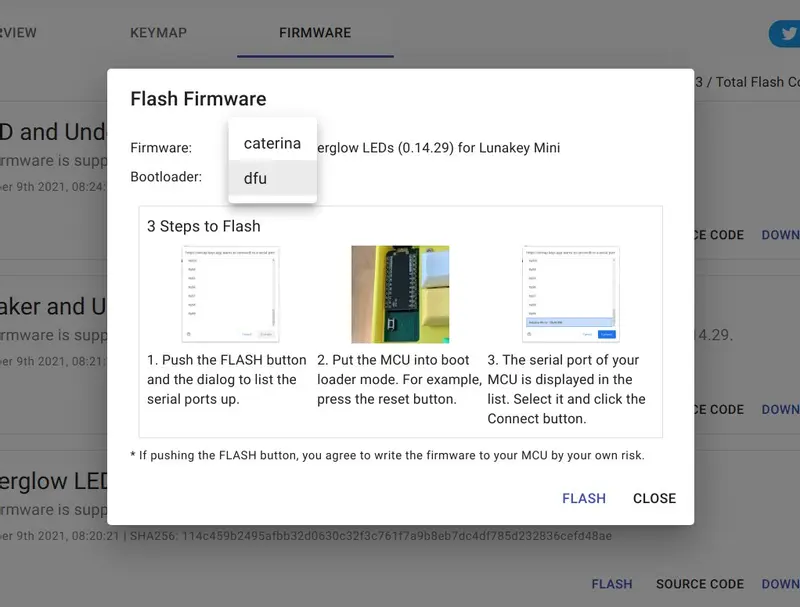 RVIEW
KEYMAP
FIRMWARE
3 / Total Flash Co
Flash Firmware
D and Und
Firmware:
caterina
erglow LEDs (0.14.29) for Lunakey Mini
rmware is supp
Bootloader:
dfu
er 9th 2021, 08:24:
3 Steps to Flash
CE CODE
DOWN
aker and U
rmware is supp
14.29.
er 9th 2021, 08:21:
1. Push the FLASH button
and the dialog to list the
serial ports up.
2. Put the MCU into boot
loader mode. For example,
press the reset button.
3. The serial port of your
MCU is displayed in the
list. Select it and click the
Connect button.
CE CODE
DOWN
* If pushing the FLASH button, you agree to write the firmware to your MCU by your own risk.
erglow LED
FLASH
CLOSE
rmware is supp
er 9th 2021, 08:20:21 | SHA256: 114c459b2495afbb32d0630c32f3c761f7a9b8eb7dc4df785d232836cefd48ae
FLASH
SOURCE CODE
DOWN